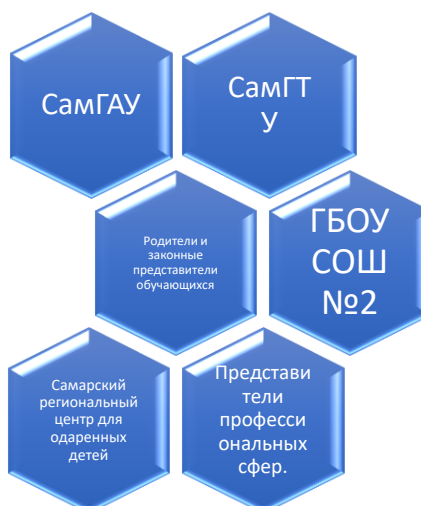 СамГАУ
СамГТ
У
Родители и
законные
представители
обучающихся
ГБОУ
СОШ
№2
Самарский
региональный
центр для
одаренных
детей
Представи
тели
професси
ональных
сфер.